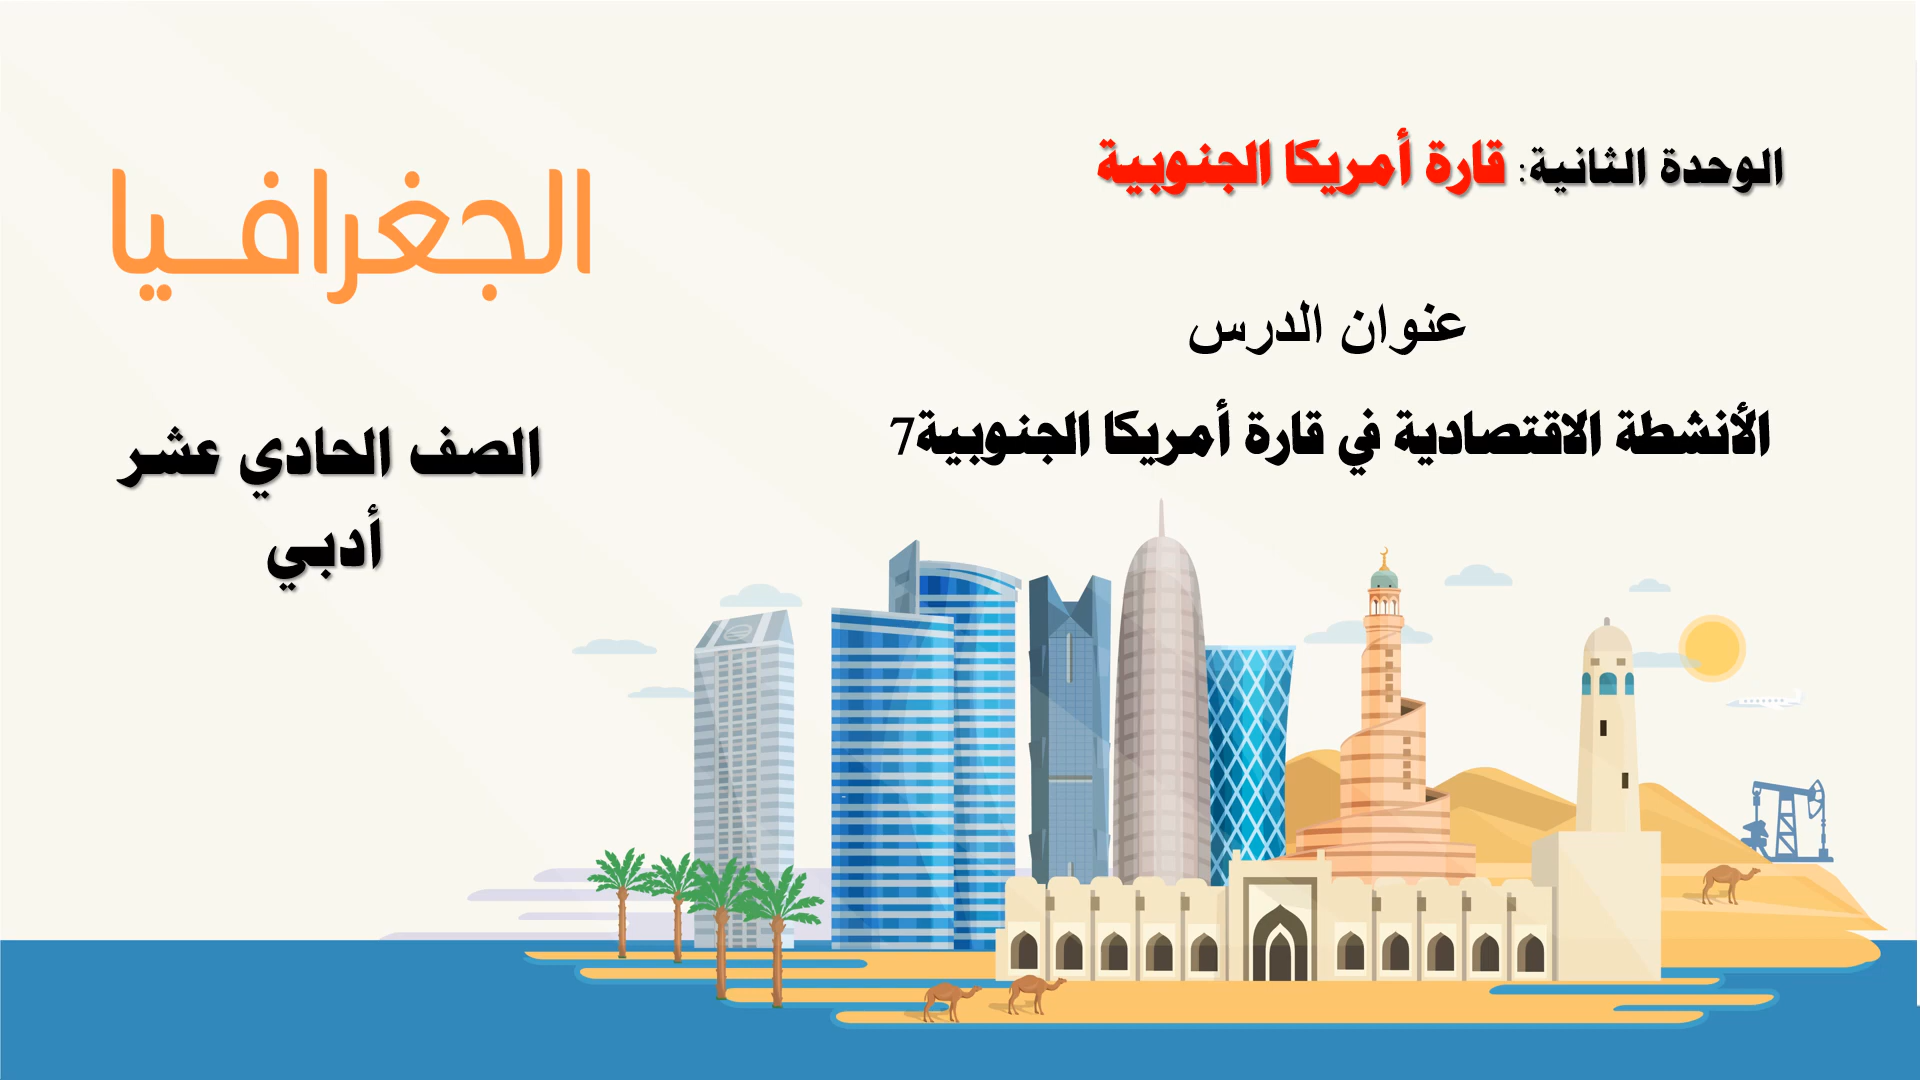 الوحدة الثانية: قارة أمريكا الجنوبية
الجغرافيا
عنوان الدرس
الأنشطة الاقتصادية في قارة أمريكا الجنوبية7
الصف الحادي عشر
أدبي